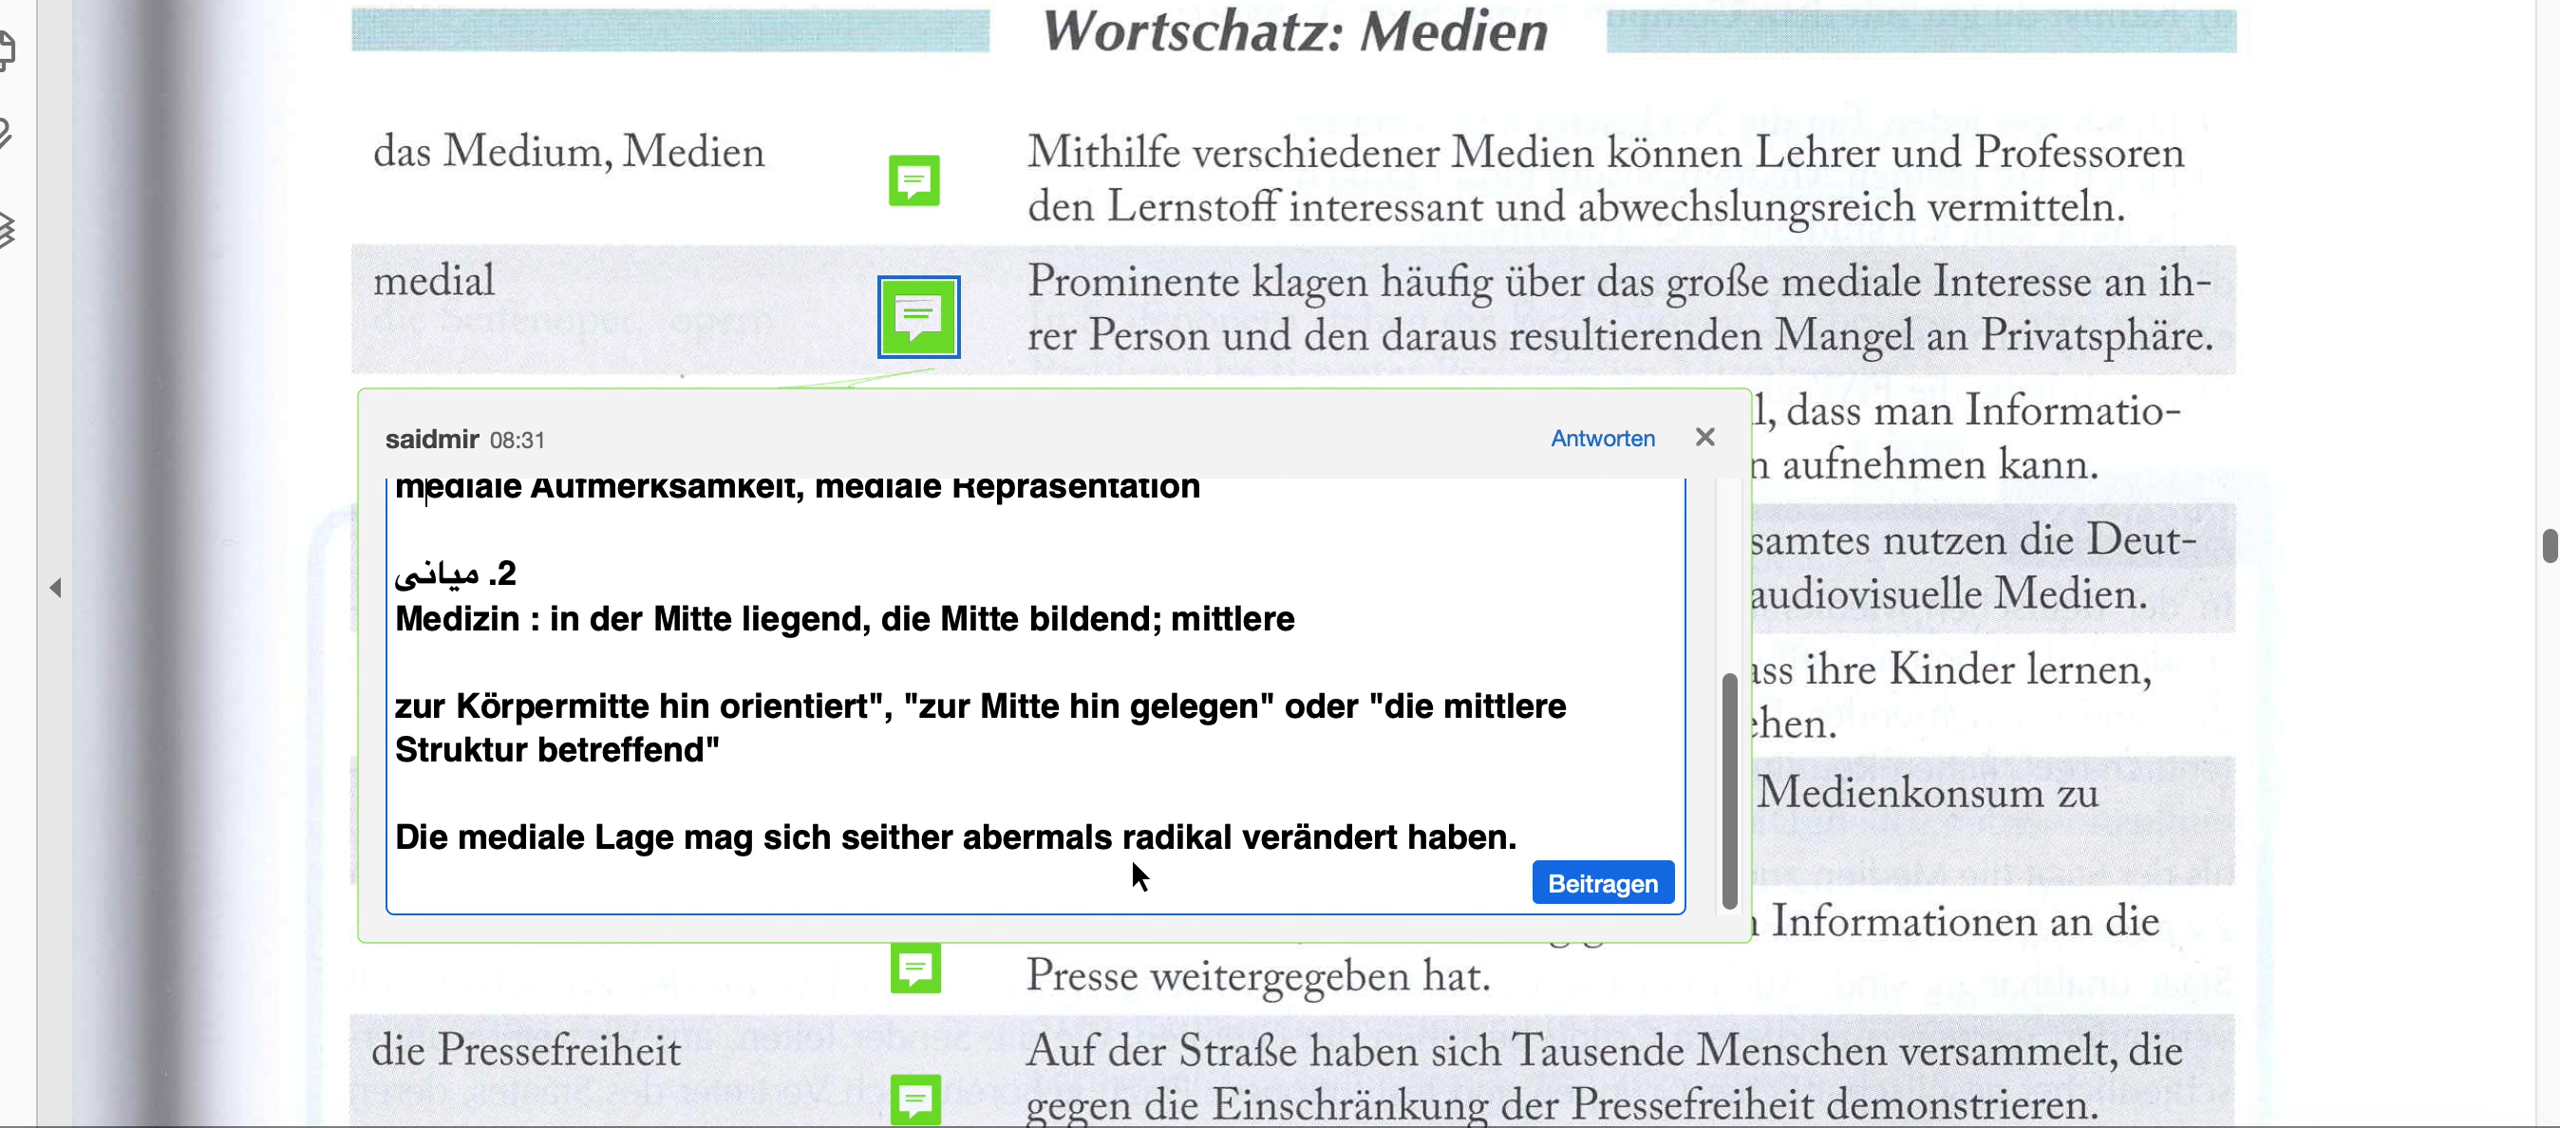 Wortschatz: Medien
das Medium, Medien
Mithilfe verschiedener Medien können Lehrer und Professoren
den Lernstoff interessant und abwechslungsreich vermitteln.
medial
Prominente klagen häufig über das große mediale Interesse an ih-
rer Person und den daraus resultierenden Mangel an Privatsphäre.
saidmir 08:31
Antworten
mediale Aufmerksamkeit, mediale Repräsentation
2. میانی
Medizin : in der Mitte liegend, die Mitte bildend; mittlere
zur Körpermitte hin orientiert", "zur Mitte hin gelegen" oder "die mittlere
Struktur betreffend"
Die mediale Lage mag sich seither abermals radikal verändert haben.
Beitragen
l, dass man Informatio-
n aufnehmen kann.
samtes nutzen die Deut-
audiovisuelle Medien.
ass ihre Kinder lernen,
ehen.
Medienkonsum zu
n Informationen an die
Presse weitergegeben hat.
die Pressefreiheit
Auf der Straße haben sich Tausende Menschen versammelt, die
gegen die Einschränkung der Pressefreiheit demonstrieren.